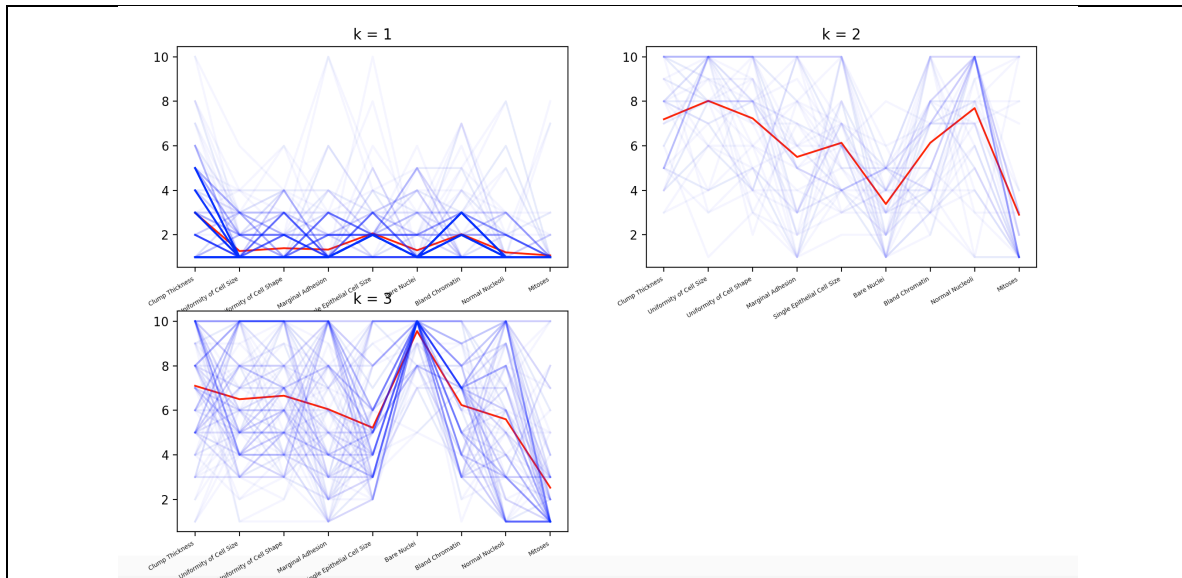 k = 1
k = 2
10
8
6
4
2
10
8
6
4
2
Clump Thickness
Uniformity of Cell Size
Uniformity of Cell Shape
Marginal Adhesion
Single Epithelial Cell Size
Bare Nuclei
Bland Chromatin
Normal Nucleoli
Mitoses
Clump Thickness
Uniformity of Cell Size
Uniformity of Cell Shape
Marginal Adhesion
Single Epithelial Cell Size
Bare Nuclei
Bland Chromatin
Normal Nucleoli
Mitoses
k = 3
10
8
6
4
2
Clump Thickness
Uniformity of Cell Size
Uniformity of Cell Shape
Marginal Adhesion
Single Epithelial Cell Size
Bare Nuclei
Bland Chromatin
Normal Nucleoli
Mitoses